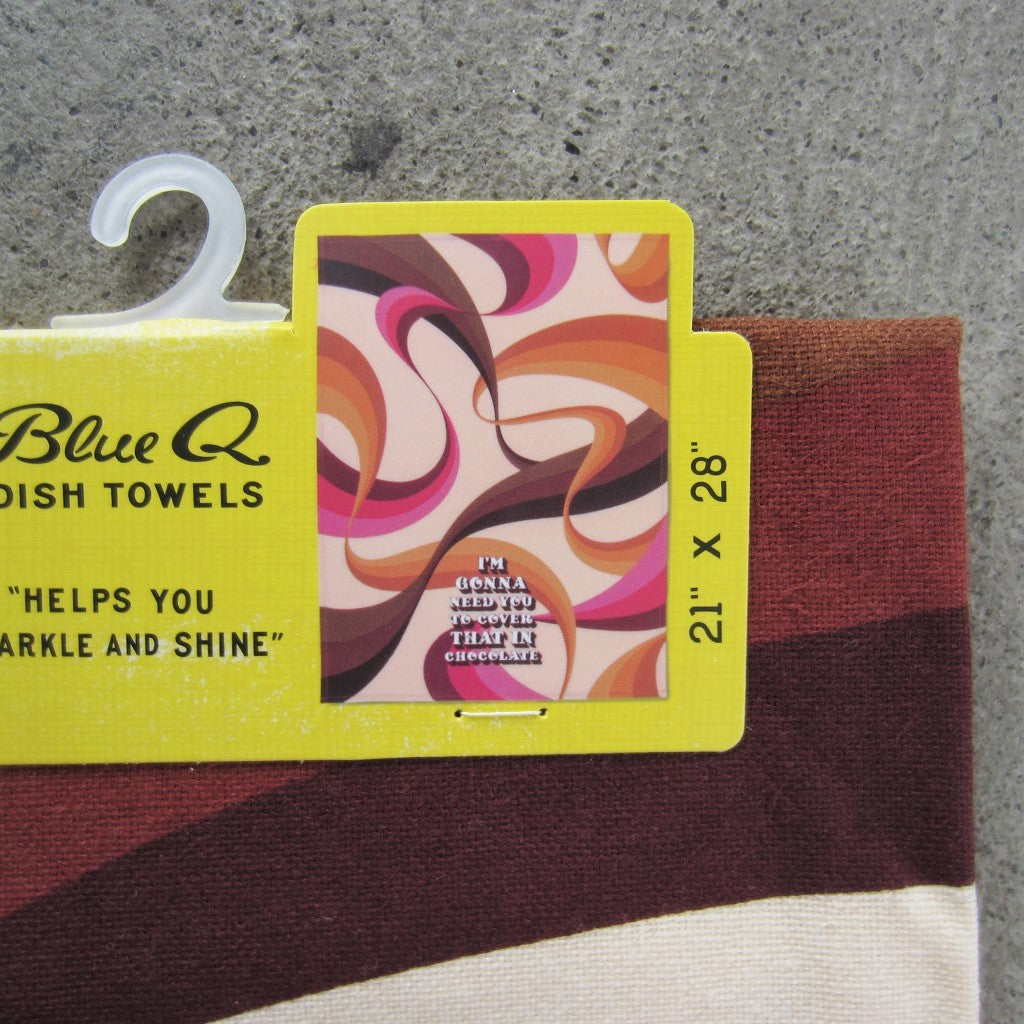 Blue Q
DISH TOWELS
"HELPS YOU
ARKLE AND SHINE"
I'M
GONNA
NEED YOU
TO COVER
THAT IN
CHOCOLATE
21" x 28"